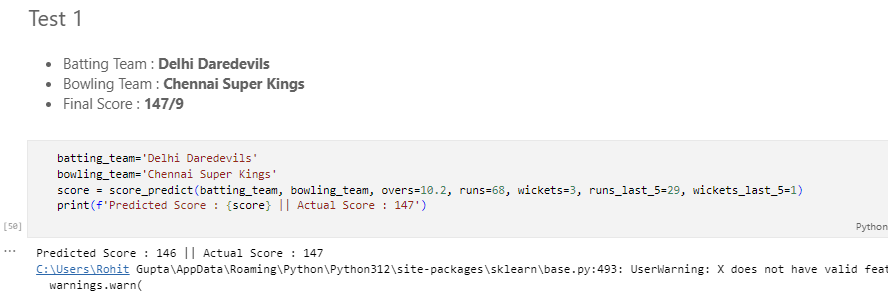 Test 1
• Batting Team : Delhi Daredevils
• Bowling Team : Chennai Super Kings
• Final Score : 147/9
batting_team='Delhi Daredevils'
bowling_team='Chennai Super Kings'
score = score_predict(batting_team, bowling_team, overs=10.2, runs=68, wickets=3, runs_last_5=29, wickets_last_5=1)
print(f'Predicted Score : {score} || Actual Score : 147')
[50]
Python
... Predicted Score : 146 || Actual Score : 147
C:\Users\Rohit Gupta\AppData\Roaming\Python\Python312\site-packages\sklearn\base.py:493: UserWarning: X does not have valid feat
warnings.warn(